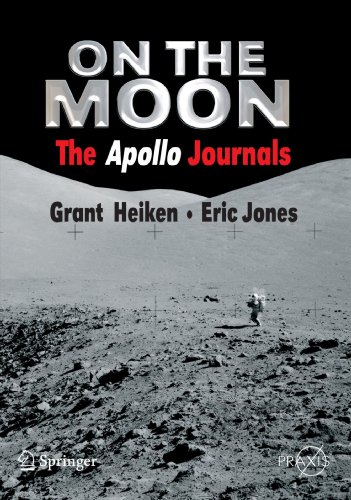 ON THE
MOON
The Apollo Journals
Grant Heiken • Eric Jones
Springer
PRAXIS